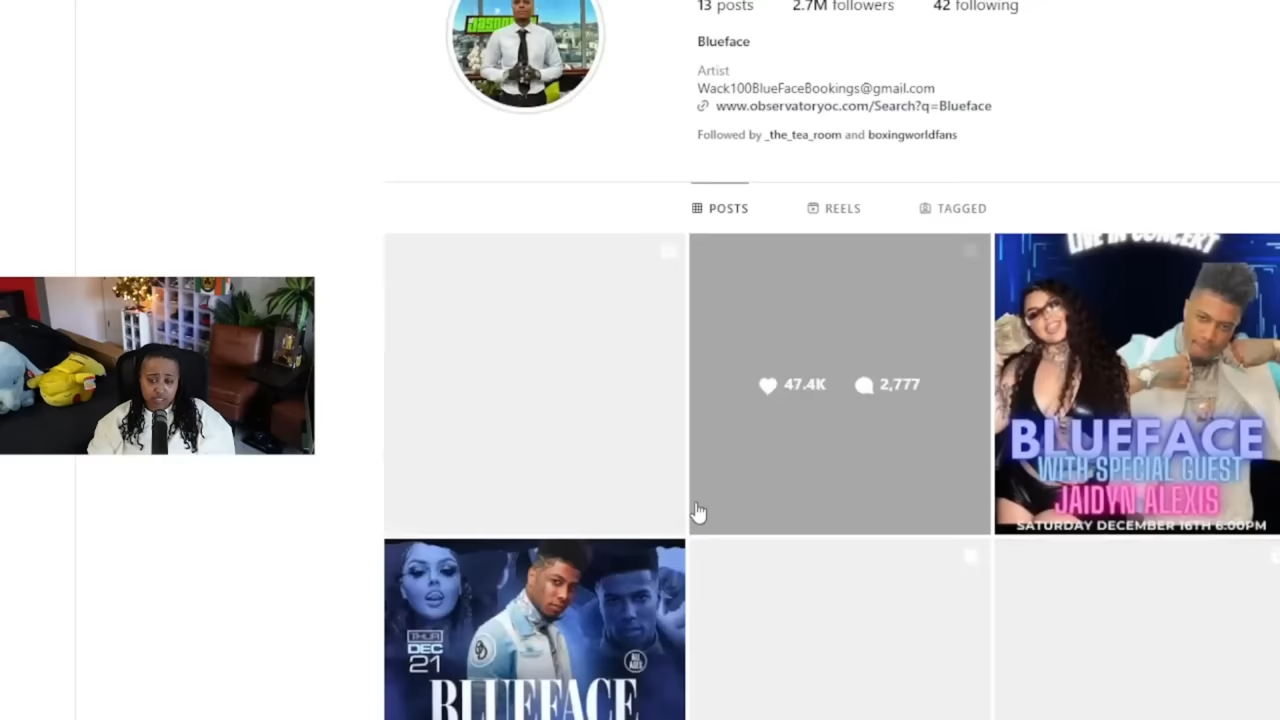 13 posts 2.7M followers 42 following
Blueface
Artist
Wack100BlueFaceBookings@gmail.com
www.observatoryoc.com/Search?q=Blueface
Followed by _the_tea_room and boxingworldfans
POSTS REELS TAGGED
47.4K 2,777
LIVE IN CONCERT
BLUEFACE
WITH SPECIAL GUEST
JAIDYN ALEXIS
SATURDAY DECEMBER 16TH 6:00PM
THUR
DEC
21
ALL
AGES
BLUEFACE